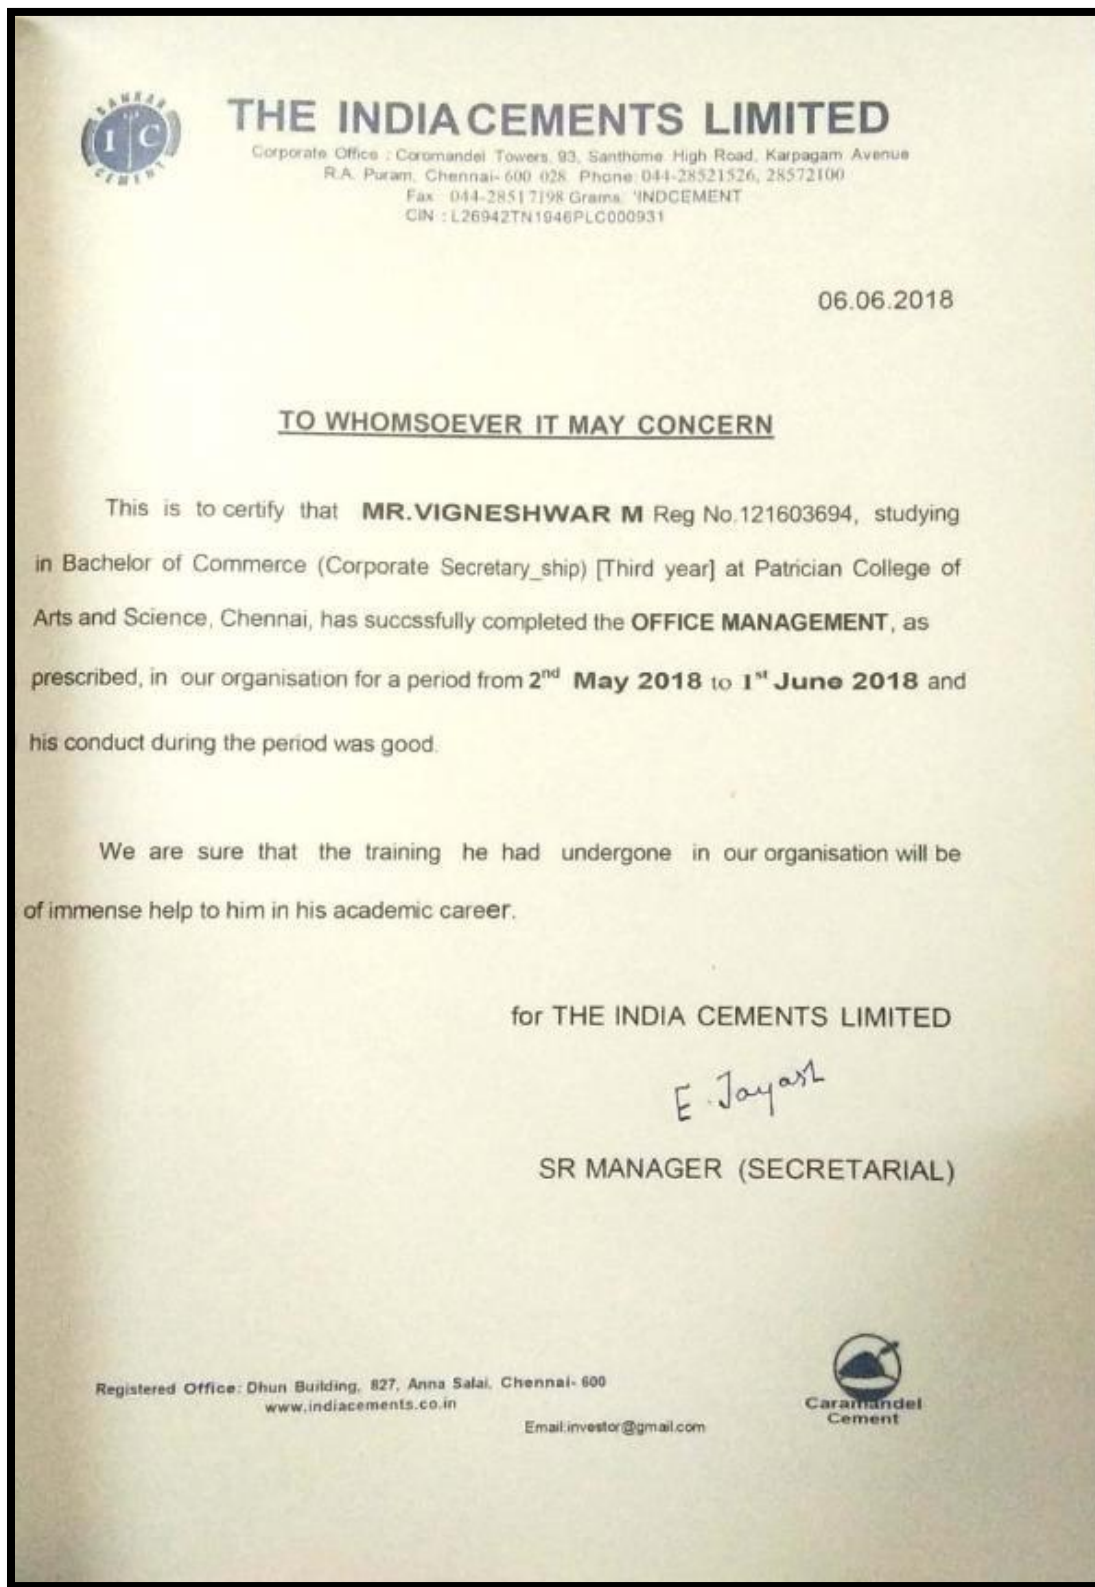 SANKAR
I C
CEMENT
THE INDIA CEMENTS LIMITED
Corporate Office : Coromandel Towers, 93, Santhome High Road, Karpagam Avenue
R.A. Puram, Chennai- 600 028. Phone: 044-28521526, 28572100
Fax : 044-28517198 Grams: 'INDCEMENT
CIN : L26942TN1946PLC000931
06.06.2018
TO WHOMSOEVER IT MAY CONCERN
This is to certify that MR.VIGNESHWAR M Reg No.121603694, studying
in Bachelor of Commerce (Corporate Secretary_ship) [Third year] at Patrician College of
Arts and Science, Chennai, has succssfully completed the OFFICE MANAGEMENT, as
prescribed, in our organisation for a period from 2nd May 2018 to 1st June 2018 and
his conduct during the period was good.
We are sure that the training he had undergone in our organisation will be
of immense help to him in his academic career.
for THE INDIA CEMENTS LIMITED
E. Jayash
SR MANAGER (SECRETARIAL)
Registered Office: Dhun Building, 827, Anna Salai, Chennai- 600
www.indiacements.co.in
Email:investor@gmail.com
Caramandel
Cement